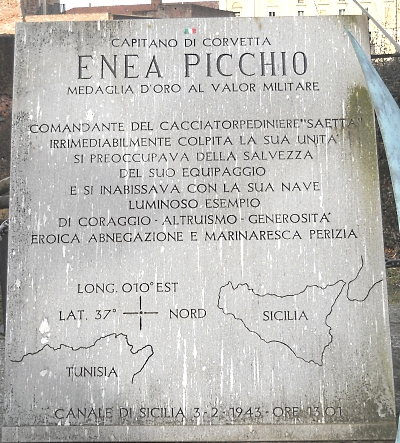 CAPITANO DI CORVETTA
ENEA PICCHIO
MEDAGLIA D'ORO AL VALOR MILITARE
COMANDANTE DEL CACCIATORPEDINIERE "SAETTA"
IRRIMEDIABILMENTE COLPITA LA SUA UNITA'
SI PREOCCUPAVA DELLA SALVEZZA
DEL SUO EQUIPAGGIO
E SI INABISSAVA CON LA SUA NAVE
LUMINOSO ESEMPIO
DI CORAGGIO - ALTRUISMO - GENEROSITA'
EROICA ABNEGAZIONE E MARINARESCA PERIZIA
LONG. 010° EST
LAT. 37° NORD
SICILIA
TUNISIA
CANALE DI SICILIA 3-2-1943-ORE 13.01